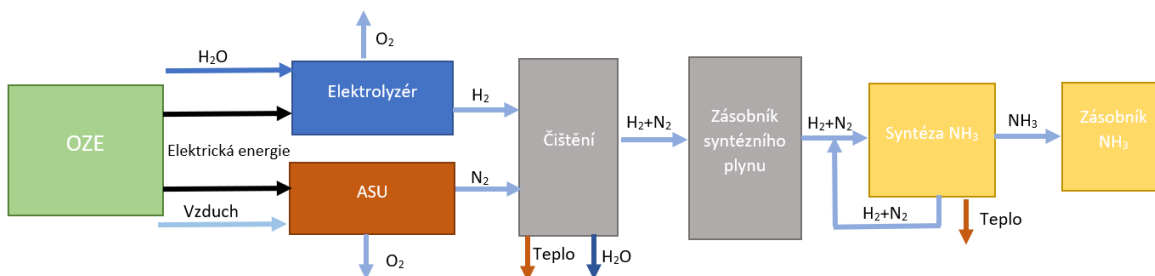 O₂
H₂O
Elektrolyzér
H₂
OZE
Elektrická energie
ASU
N₂
Vzduch
O₂
Čištění
Teplo
H₂O
H₂+N₂
Zásobník
syntézního
plynu
H₂+N₂
Syntéza NH₃
H₂+N₂
Teplo
NH₃
Zásobník
NH₃